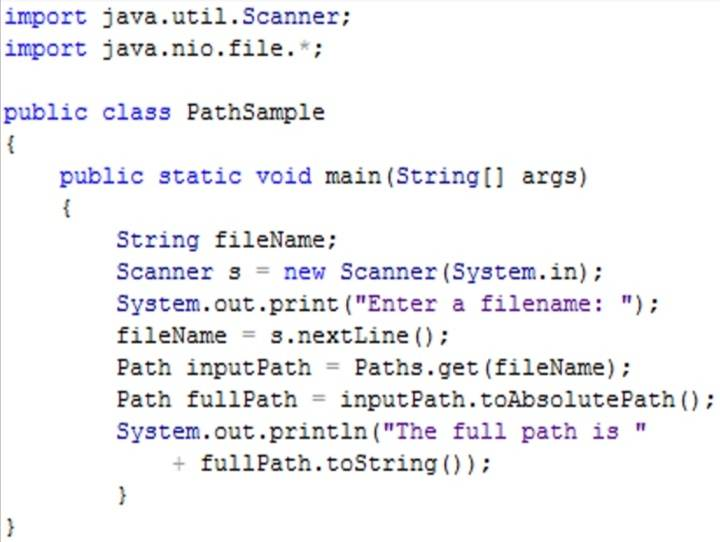 import java.util.Scanner;
import java.nio.file.*;

public class PathSample
{
    public static void main(String[] args)
    {
        String fileName;
        Scanner s = new Scanner(System.in);
        System.out.print("Enter a filename: ");
        fileName = s.nextLine();
        Path inputPath = Paths.get(fileName);
        Path fullPath = inputPath.toAbsolutePath();
        System.out.println("The full path is "
            + fullPath.toString());
        }
}